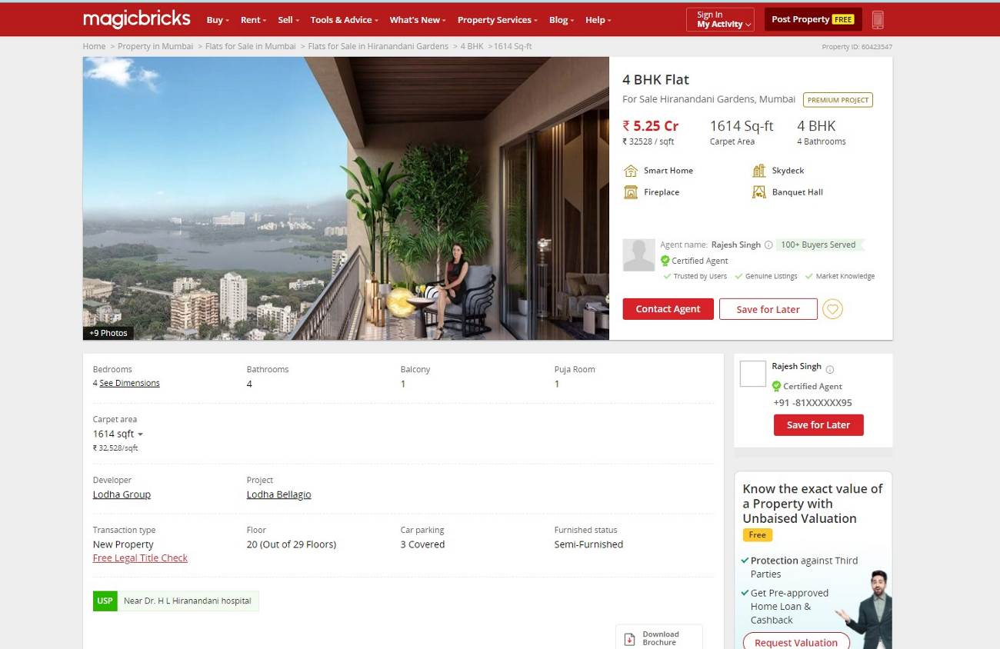 magicbricks
Buy Rent Sell Tools & Advice What's New Property Services Blog Help
Sign In
My Activity
Post Property FREE
Home > Property in Mumbai > Flats for Sale in Mumbai > Flats for Sale in Hiranandani Gardens > 4 BHK >1614 Sq-ft
Property ID: 60423547
+9 Photos
4 BHK Flat
For Sale Hiranandani Gardens, Mumbai PREMIUM PROJECT
₹ 5.25 Cr 1614 Sq-ft 4 BHK
₹ 32528 / sqft Carpet Area 4 Bathrooms
Smart Home Skydeck
Fireplace Banquet Hall
Agent name: Rajesh Singh 100+ Buyers Served
Certified Agent
Trusted by Users Genuine Listings Market Knowledge
Contact Agent Save for Later
Bedrooms Bathrooms Balcony Puja Room
4 See Dimensions 4 1 1
Carpet area
1614 sqft
₹ 32,528/sqft
Developer Project
Lodha Group Lodha Bellagio
Transaction type Floor Car parking Furnished status
New Property 20 (Out of 29 Floors) 3 Covered Semi-Furnished
Free Legal Title Check
USP Near Dr. H L Hiranandani hospital
Download
Brochure
Rajesh Singh
Certified Agent
+91 -81XXXXXX95
Save for Later
Know the exact value of
a Property with
Unbaised Valuation
Free
Protection against Third
Parties
Get Pre-approved
Home Loan &
Cashback
Request Valuation